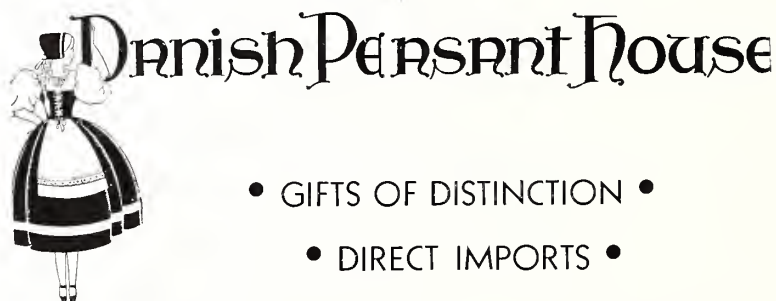 Danish Peasant House
• GIFTS OF DISTINCTION •
• DIRECT IMPORTS •